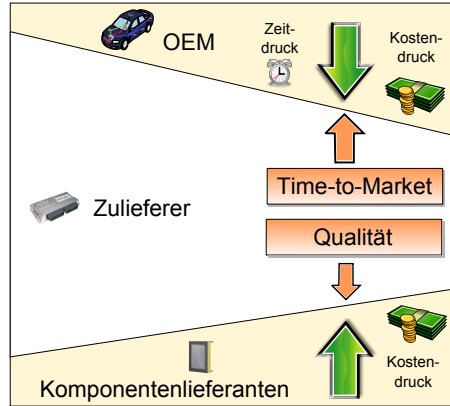 OEM
Zeit-
druck
Kosten-
druck
Time-to-Market
Zulieferer
Qualität
Komponentenlieferanten
Kosten-
druck